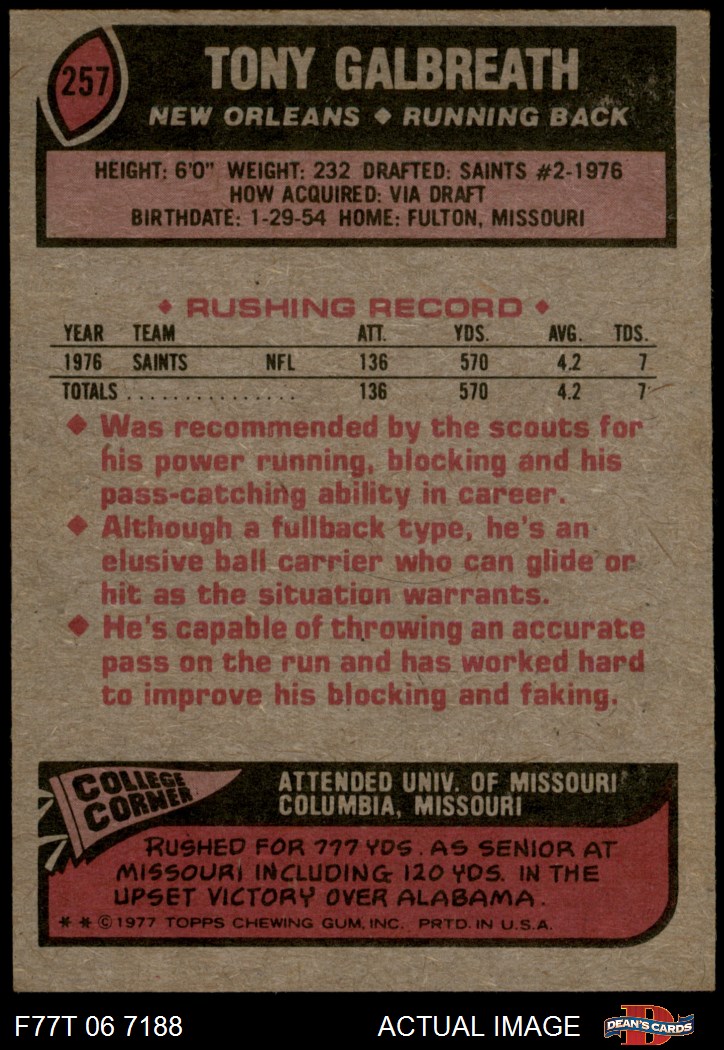 257
TONY GALBREATH
NEW ORLEANS ◆ RUNNING BACK
HEIGHT: 6'0" WEIGHT: 232 DRAFTED: SAINTS #2-1976
HOW ACQUIRED: VIA DRAFT
BIRTHDATE: 1-29-54 HOME: FULTON, MISSOURI
◆ RUSHING RECORD ◆
YEAR TEAM ATT. YDS. AVG. TDS.
1976 SAINTS NFL 136 570 4.2 7
TOTALS . . . . . . . . . . . . . . . 136 570 4.2 7
◆ Was recommended by the scouts for
his power running, blocking and his
pass-catching ability in career.
◆ Although a fullback type, he's an
elusive ball carrier who can glide or
hit as the situation warrants.
◆ He's capable of throwing an accurate
pass on the run and has worked hard
to improve his blocking and faking.
COLLEGE
CORNER
ATTENDED UNIV. OF MISSOURI
COLUMBIA, MISSOURI
RUSHED FOR 777 YDS. AS SENIOR AT
MISSOURI INCLUDING 120 YDS. IN THE
UPSET VICTORY OVER ALABAMA.
* * © 1977 TOPPS CHEWING GUM, INC. PRTD. IN U.S.A.
F77T 06 7188 ACTUAL IMAGE
D
DEAN'S CARDS